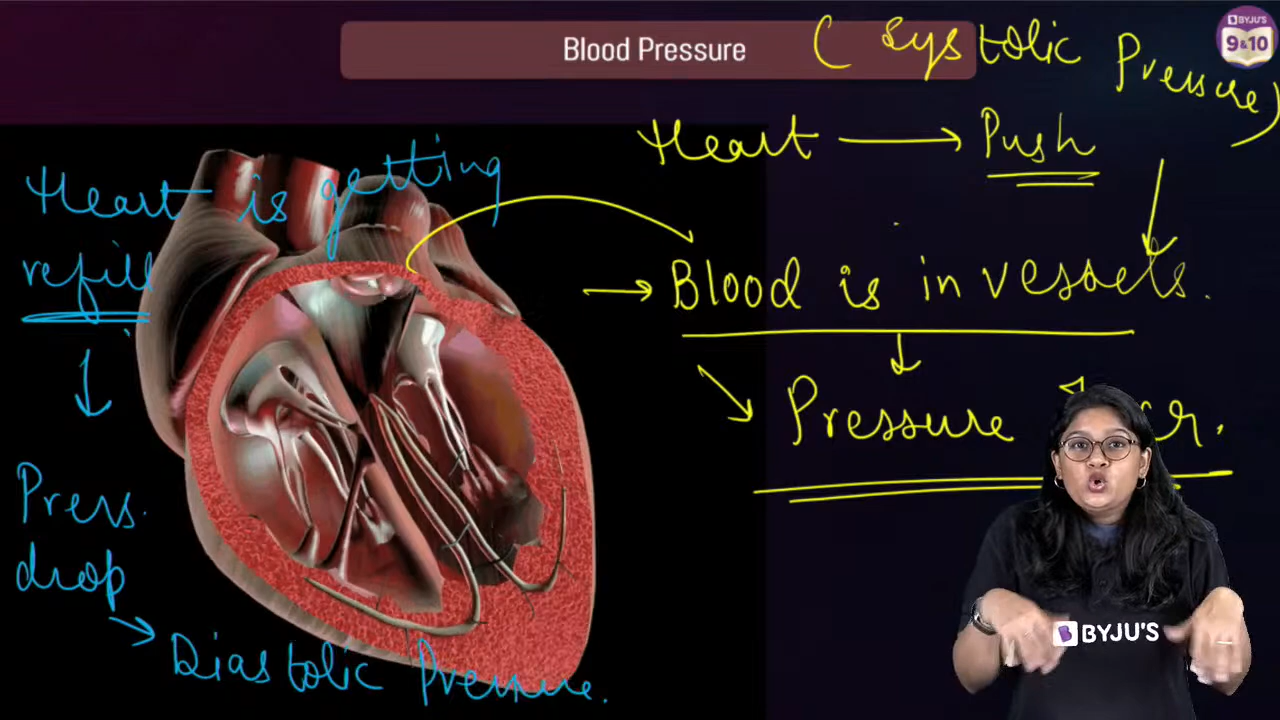 Blood Pressure
(Systolic Pressure)
BYJU'S
9&10
Heart → Push
Heart is getting
refill
→ Blood is in vessels.
↓
↓
Pressure
Press.
drop
→ Diastolic Pressure.
BYJU'S